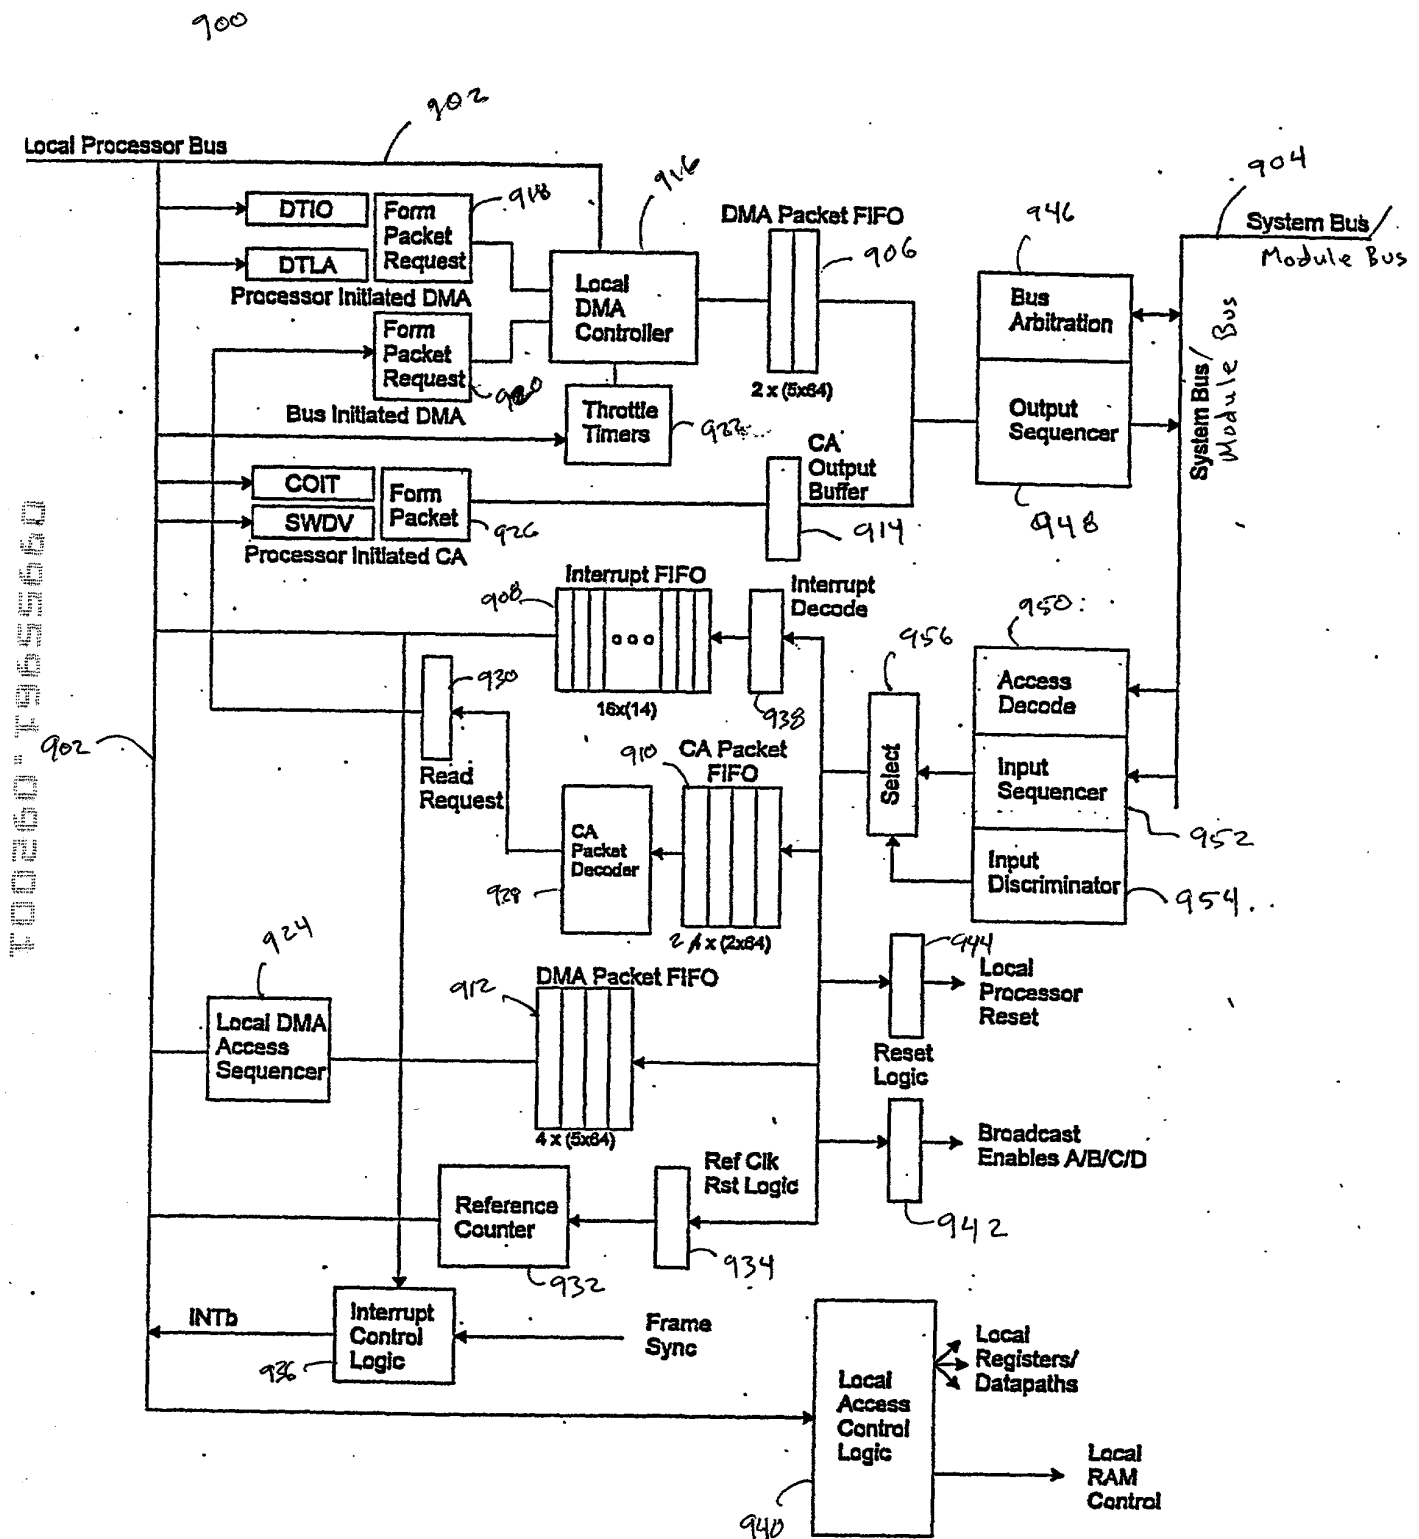 900
902
Local Processor Bus
DTIO
DTLA
Form
Packet
Request
918
Processor Initiated DMA
Form
Packet
Request
920
Bus Initiated DMA
916
Local
DMA
Controller
Throttle
Timers
922
DMA Packet FIFO
906
2 x (5x64)
946
Bus
Arbitration
Output
Sequencer
948
904
System Bus/
Module Bus
System Bus/
Module Bus
COIT
SWDV
Form
Packet
926
Processor Initiated CA
CA
Output
Buffer
914
Interrupt FIFO
908
16x(14)
Interrupt
Decode
938
930
Read
Request
902
956
Select
950
Access
Decode
Input
Sequencer
952
Input
Discriminator
954
910
CA Packet
FIFO
CA
Packet
Decoder
928
2 4 x (2x64)
944
Local
Processor
Reset
Reset
Logic
924
Local DMA
Access
Sequencer
912
DMA Packet FIFO
4 x (5x64)
Broadcast
Enables A/B/C/D
942
Reference
Counter
932
Ref Clk
Rst Logic
934
INTb
Interrupt
Control
Logic
936
Frame
Sync
Local
Access
Control
Logic
940
Local
Registers/
Datapaths
Local
RAM
Control
09955961.092001